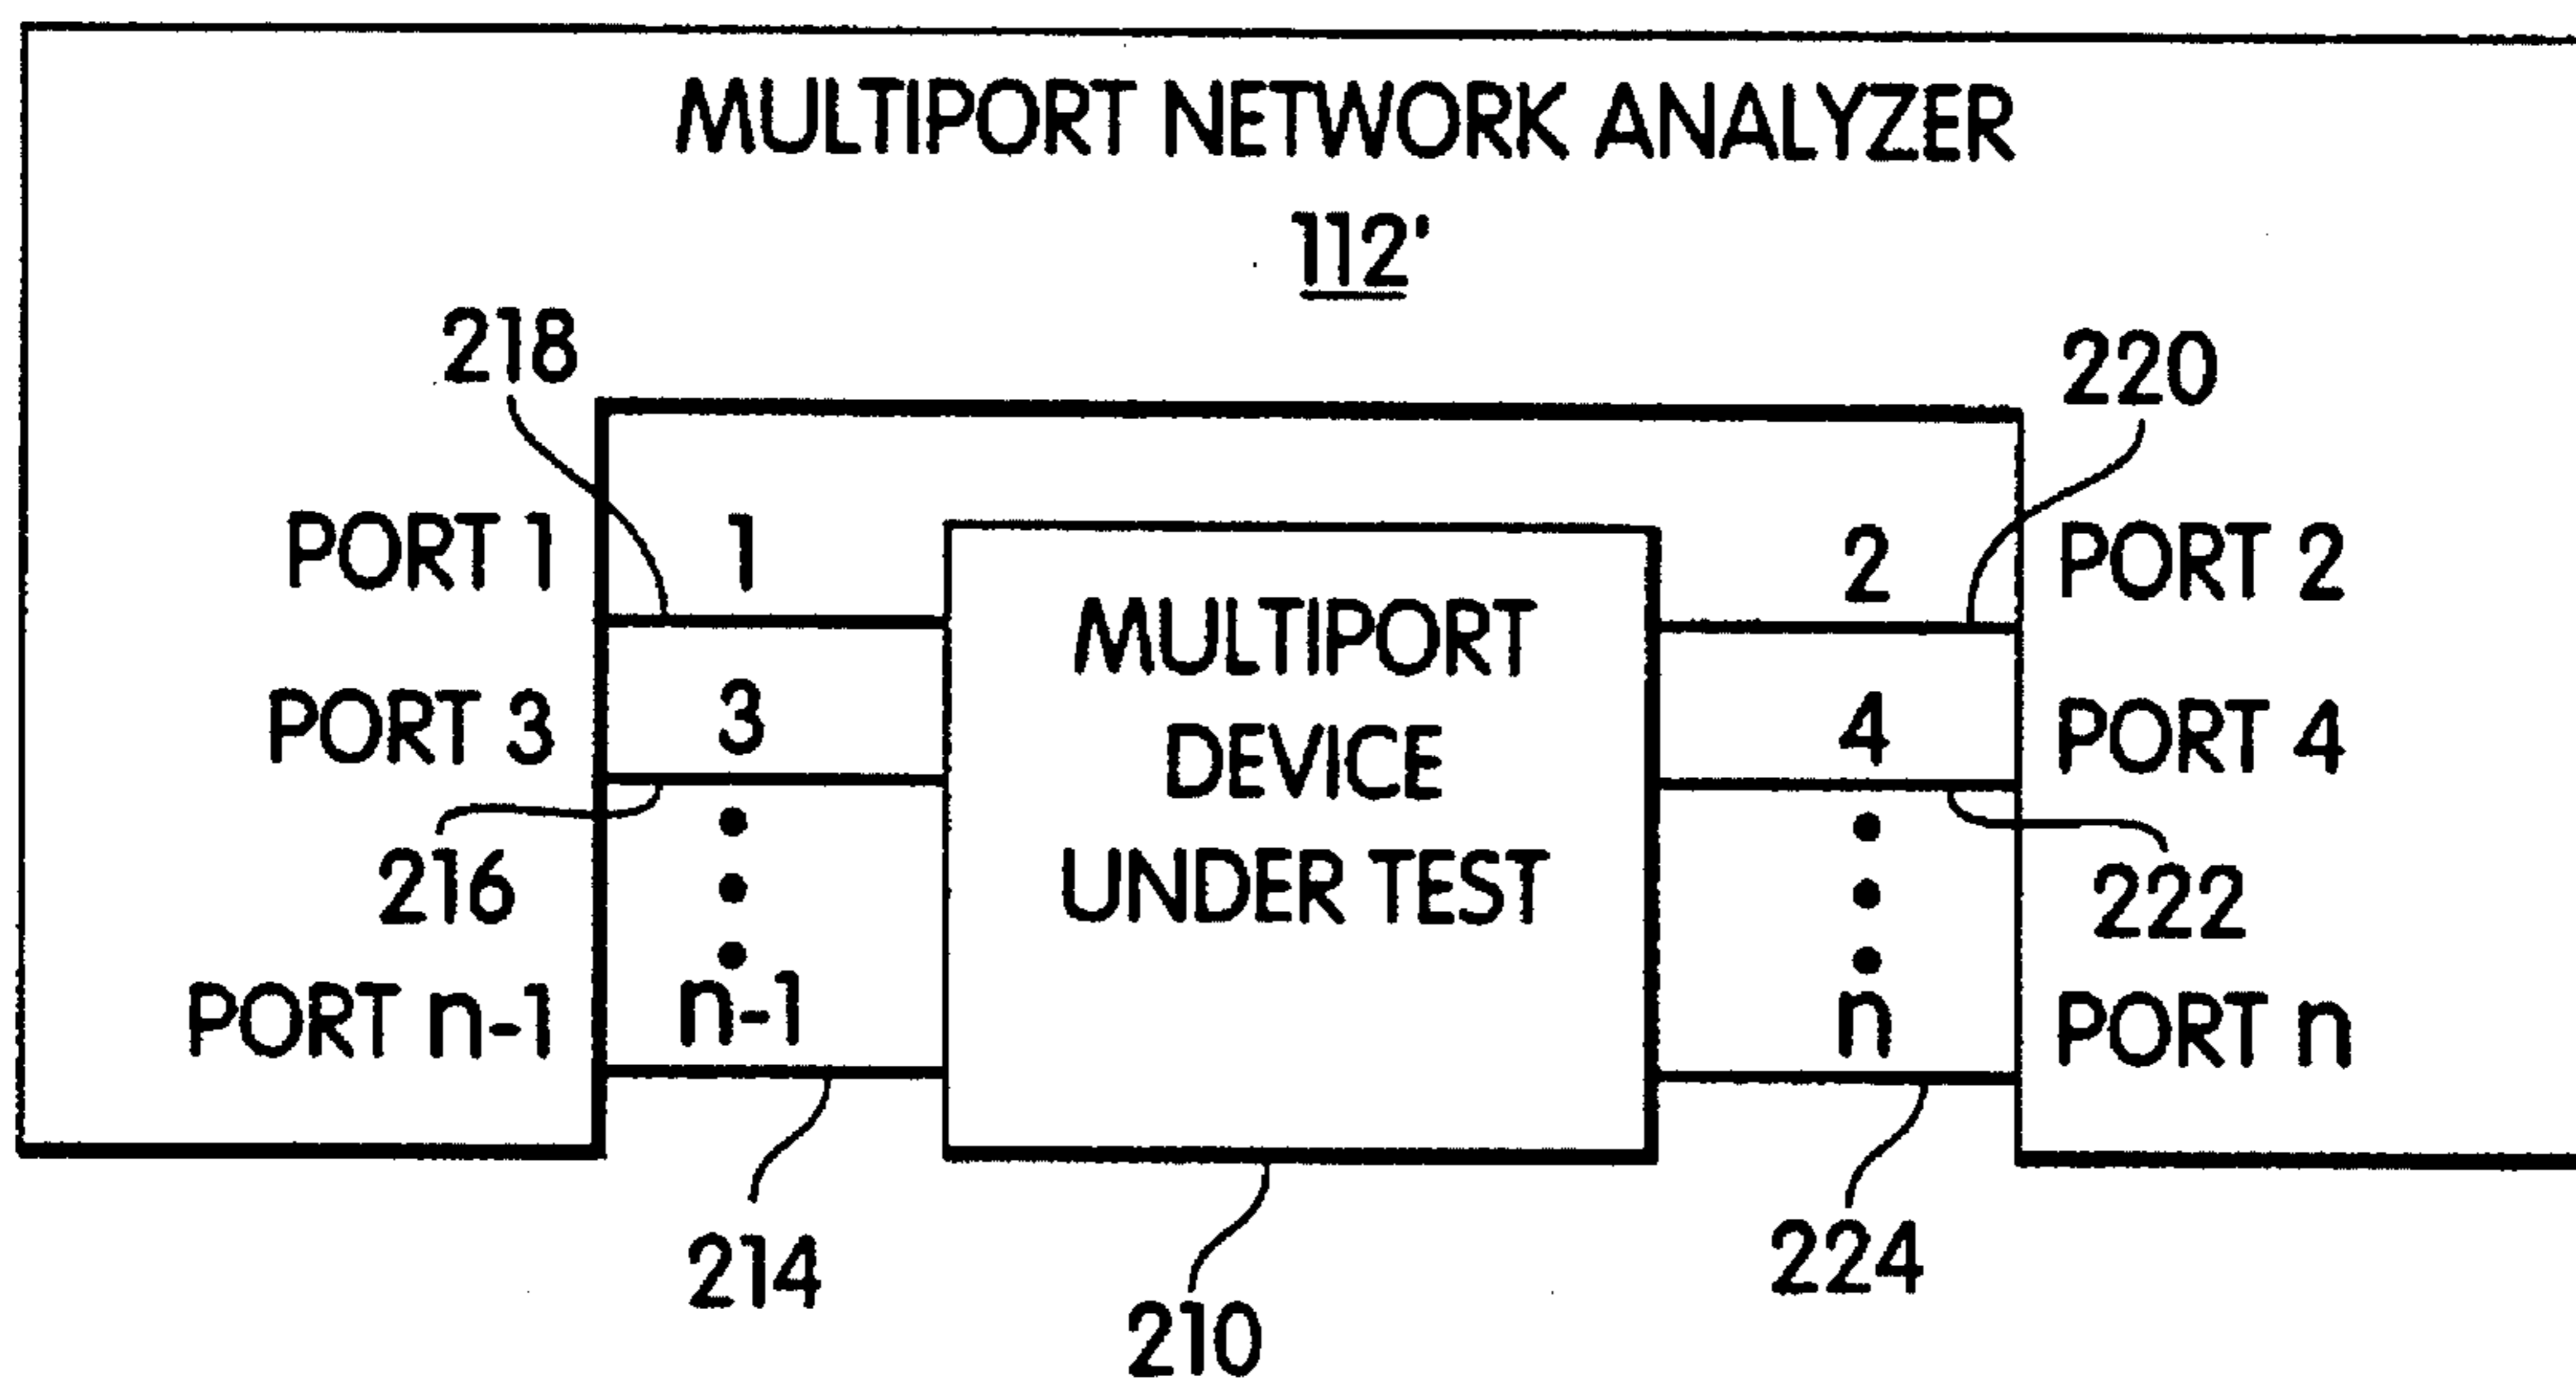 MULTIPORT NETWORK ANALYZER
112'
218
220
PORT 1
1
2
PORT 2
MULTIPORT
PORT 3
3
DEVICE
4
PORT 4
216
UNDER TEST
222
PORT n-1
n-1
n
PORT n
214
210
224